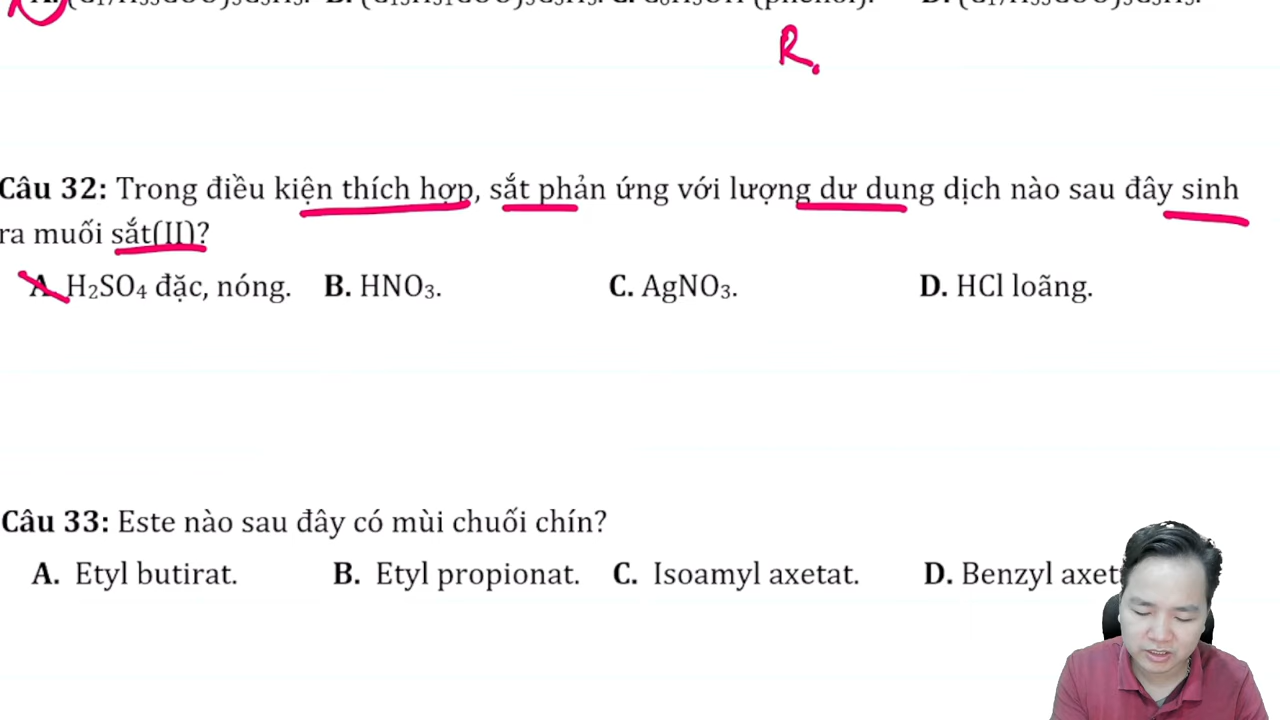 R.
Câu 32: Trong điều kiện thích hợp, sắt phản ứng với lượng dư dung dịch nào sau đây sinh
ra muối sắt(II)?
A. H₂SO₄ đặc, nóng. B. HNO₃. C. AgNO₃. D. HCl loãng.
Câu 33: Este nào sau đây có mùi chuối chín?
A. Etyl butirat. B. Etyl propionat. C. Isoamyl axetat. D. Benzyl